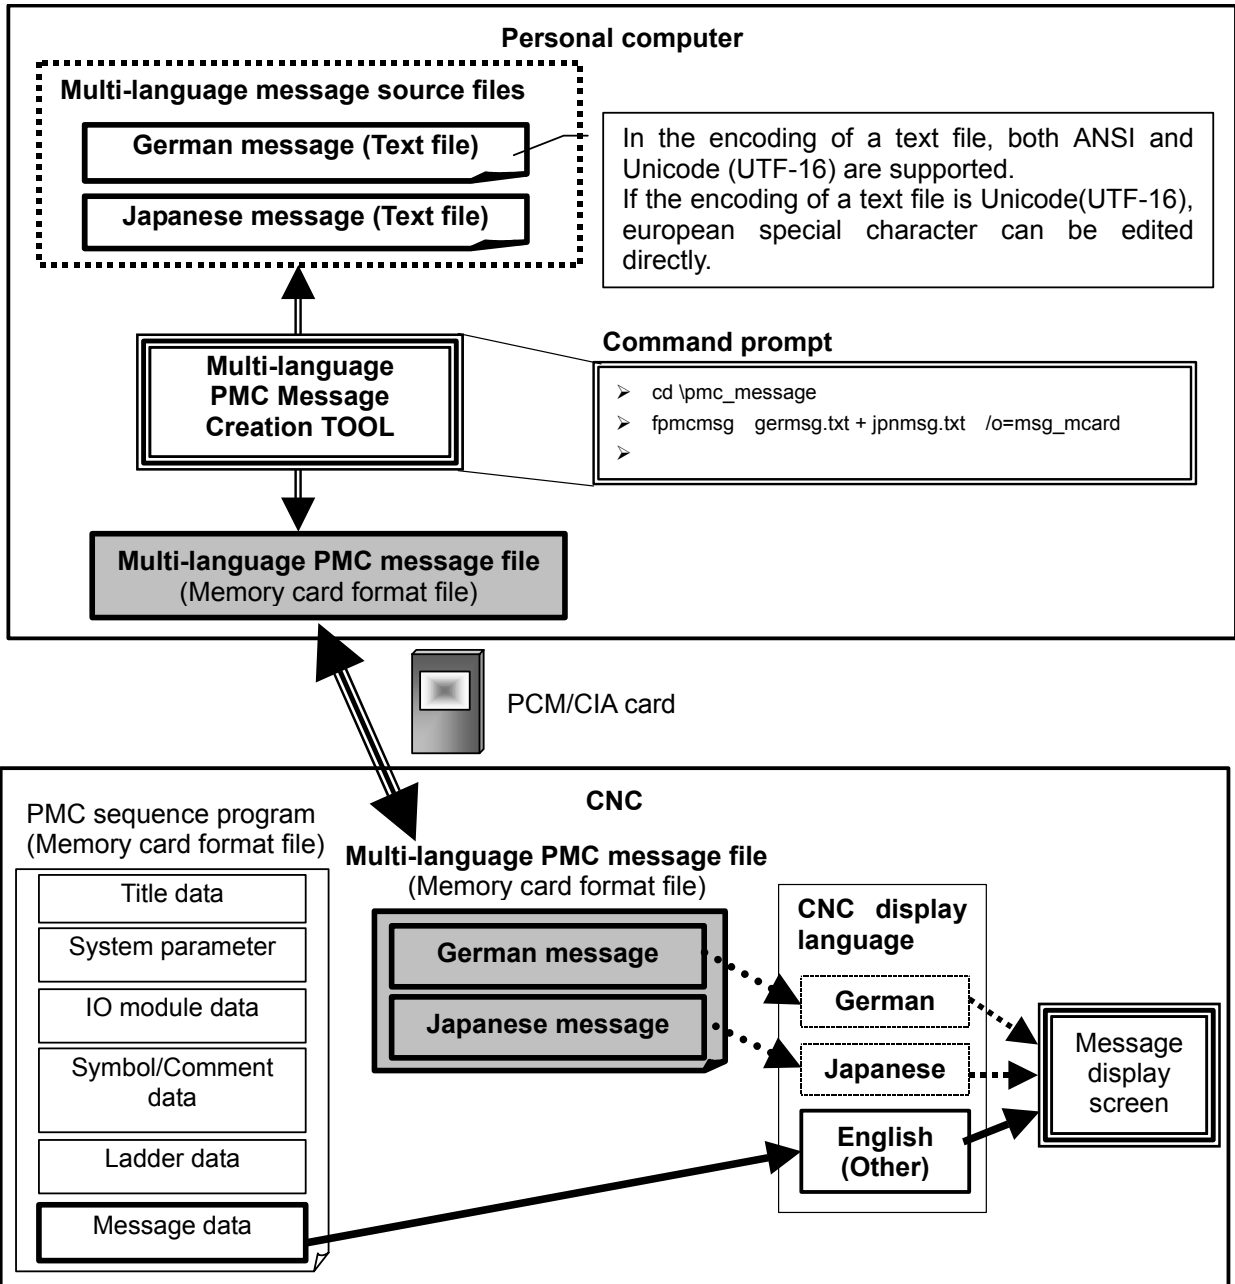 Personal computer
Multi-language message source files
German message (Text file)
Japanese message (Text file)
In the encoding of a text file, both ANSI and
Unicode (UTF-16) are supported.
If the encoding of a text file is Unicode(UTF-16),
european special character can be edited
directly.
Multi-language
PMC Message
Creation TOOL
Command prompt
➢ cd \pmc_message
➢ fpmcmsg germsg.txt + jpnmsg.txt /o=msg_mcard
➢
Multi-language PMC message file
(Memory card format file)
PCM/CIA card
CNC
PMC sequence program
(Memory card format file)
Title data
System parameter
IO module data
Symbol/Comment
data
Ladder data
Message data
Multi-language PMC message file
(Memory card format file)
German message
Japanese message
CNC display
language
German
Japanese
English
(Other)
Message
display
screen